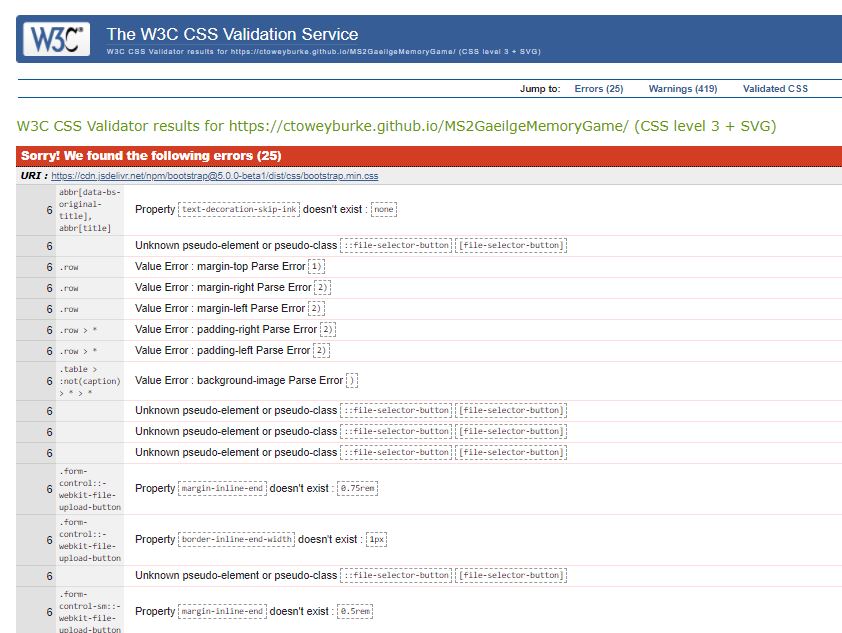 W3C®
The W3C CSS Validation Service
W3C CSS Validator results for https://ctoweyburke.github.io/MS2GaeilgeMemoryGame/ (CSS level 3 + SVG)
Jump to: Errors (25) Warnings (419) Validated CSS
W3C CSS Validator results for https://ctoweyburke.github.io/MS2GaeilgeMemoryGame/ (CSS level 3 + SVG)
Sorry! We found the following errors (25)
URI : https://cdn.jsdelivr.net/npm/bootstrap@5.0.0-beta1/dist/css/bootstrap.min.css
6 abbr[data-bs-
original-
title],
abbr[title]
Property text-decoration-skip-ink doesn't exist : none
6 Unknown pseudo-element or pseudo-class ::file-selector-button [file-selector-button]
6 .row Value Error : margin-top Parse Error 1)
6 .row Value Error : margin-right Parse Error 2)
6 .row Value Error : margin-left Parse Error 2)
6 .row > * Value Error : padding-right Parse Error 2)
6 .row > * Value Error : padding-left Parse Error 2)
6 .table >
:not(caption)
> * > *
Value Error : background-image Parse Error )
6 Unknown pseudo-element or pseudo-class ::file-selector-button [file-selector-button]
6 Unknown pseudo-element or pseudo-class ::file-selector-button [file-selector-button]
6 Unknown pseudo-element or pseudo-class ::file-selector-button [file-selector-button]
6 .form-
control::-
webkit-file-
upload-button
Property margin-inline-end doesn't exist : 0.75rem
6 .form-
control::-
webkit-file-
upload-button
Property border-inline-end-width doesn't exist : 1px
6 Unknown pseudo-element or pseudo-class ::file-selector-button [file-selector-button]
6 .form-
control-sm::-
webkit-file-
upload-button
Property margin-inline-end doesn't exist : 0.5rem